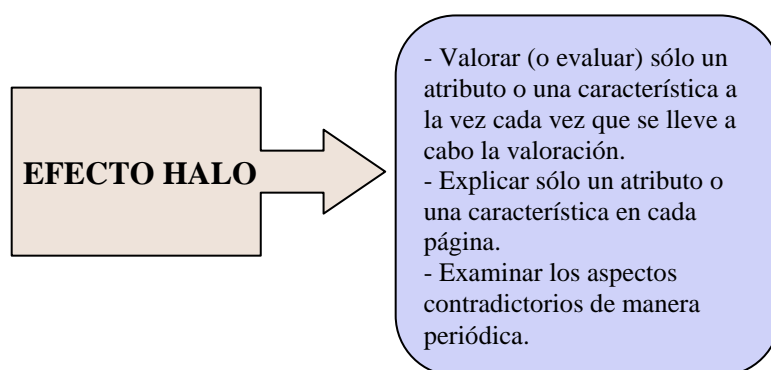 EFECTO HALO
- Valorar (o evaluar) sólo un
atributo o una característica a
la vez cada vez que se lleve a
cabo la valoración.
- Explicar sólo un atributo o
una característica en cada
página.
- Examinar los aspectos
contradictorios de manera
periódica.